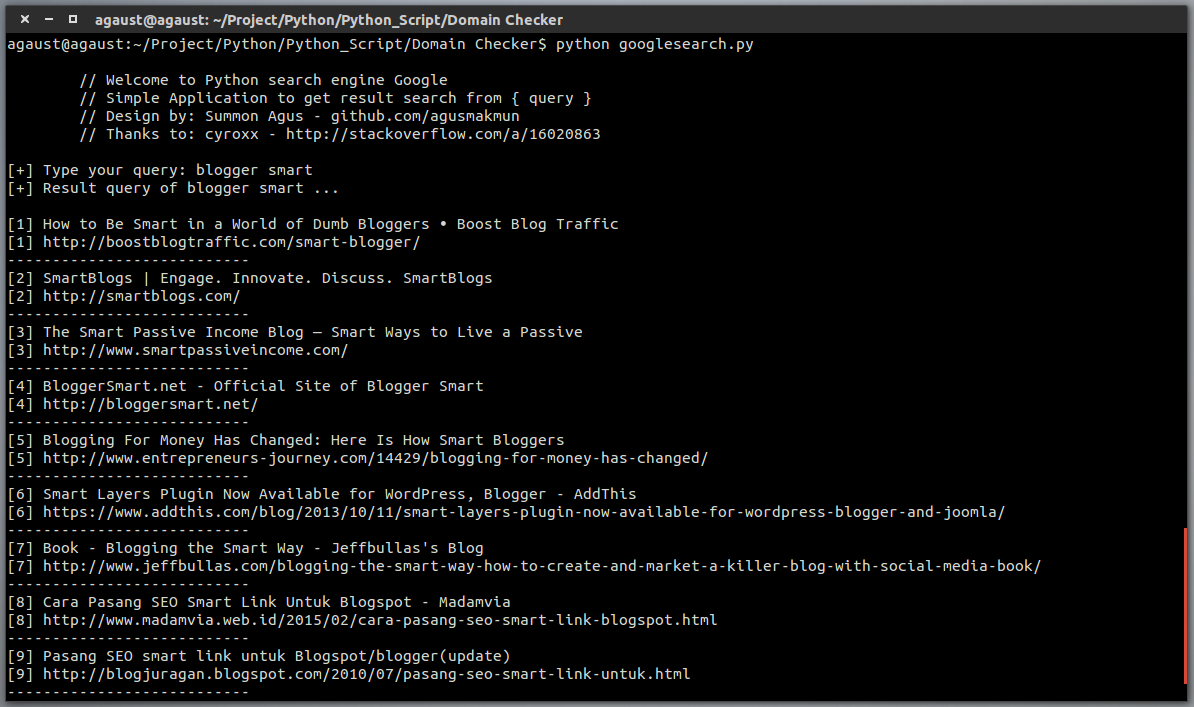 agaust@agaust: ~/Project/Python/Python_Script/Domain Checker
agaust@agaust:~/Project/Python/Python_Script/Domain Checker$ python googlesearch.py
// Welcome to Python search engine Google
// Simple Application to get result search from { query }
// Design by: Summon Agus - github.com/agusmakmun
// Thanks to: cyroxx - http://stackoverflow.com/a/16020863
[+] Type your query: blogger smart
[+] Result query of blogger smart ...
[1] How to Be Smart in a World of Dumb Bloggers • Boost Blog Traffic
[1] http://boostblogtraffic.com/smart-blogger/
---------------------------
[2] SmartBlogs | Engage. Innovate. Discuss. SmartBlogs
[2] http://smartblogs.com/
---------------------------
[3] The Smart Passive Income Blog — Smart Ways to Live a Passive
[3] http://www.smartpassiveincome.com/
---------------------------
[4] BloggerSmart.net - Official Site of Blogger Smart
[4] http://bloggersmart.net/
---------------------------
[5] Blogging For Money Has Changed: Here Is How Smart Bloggers
[5] http://www.entrepreneurs-journey.com/14429/blogging-for-money-has-changed/
---------------------------
[6] Smart Layers Plugin Now Available for WordPress, Blogger - AddThis
[6] https://www.addthis.com/blog/2013/10/11/smart-layers-plugin-now-available-for-wordpress-blogger-and-joomla/
---------------------------
[7] Book - Blogging the Smart Way - Jeffbullas's Blog
[7] http://www.jeffbullas.com/blogging-the-smart-way-how-to-create-and-market-a-killer-blog-with-social-media-book/
---------------------------
[8] Cara Pasang SEO Smart Link Untuk Blogspot - Madamvia
[8] http://www.madamvia.web.id/2015/02/cara-pasang-seo-smart-link-blogspot.html
---------------------------
[9] Pasang SEO smart link untuk Blogspot/blogger(update)
[9] http://blogjuragan.blogspot.com/2010/07/pasang-seo-smart-link-untuk.html
---------------------------